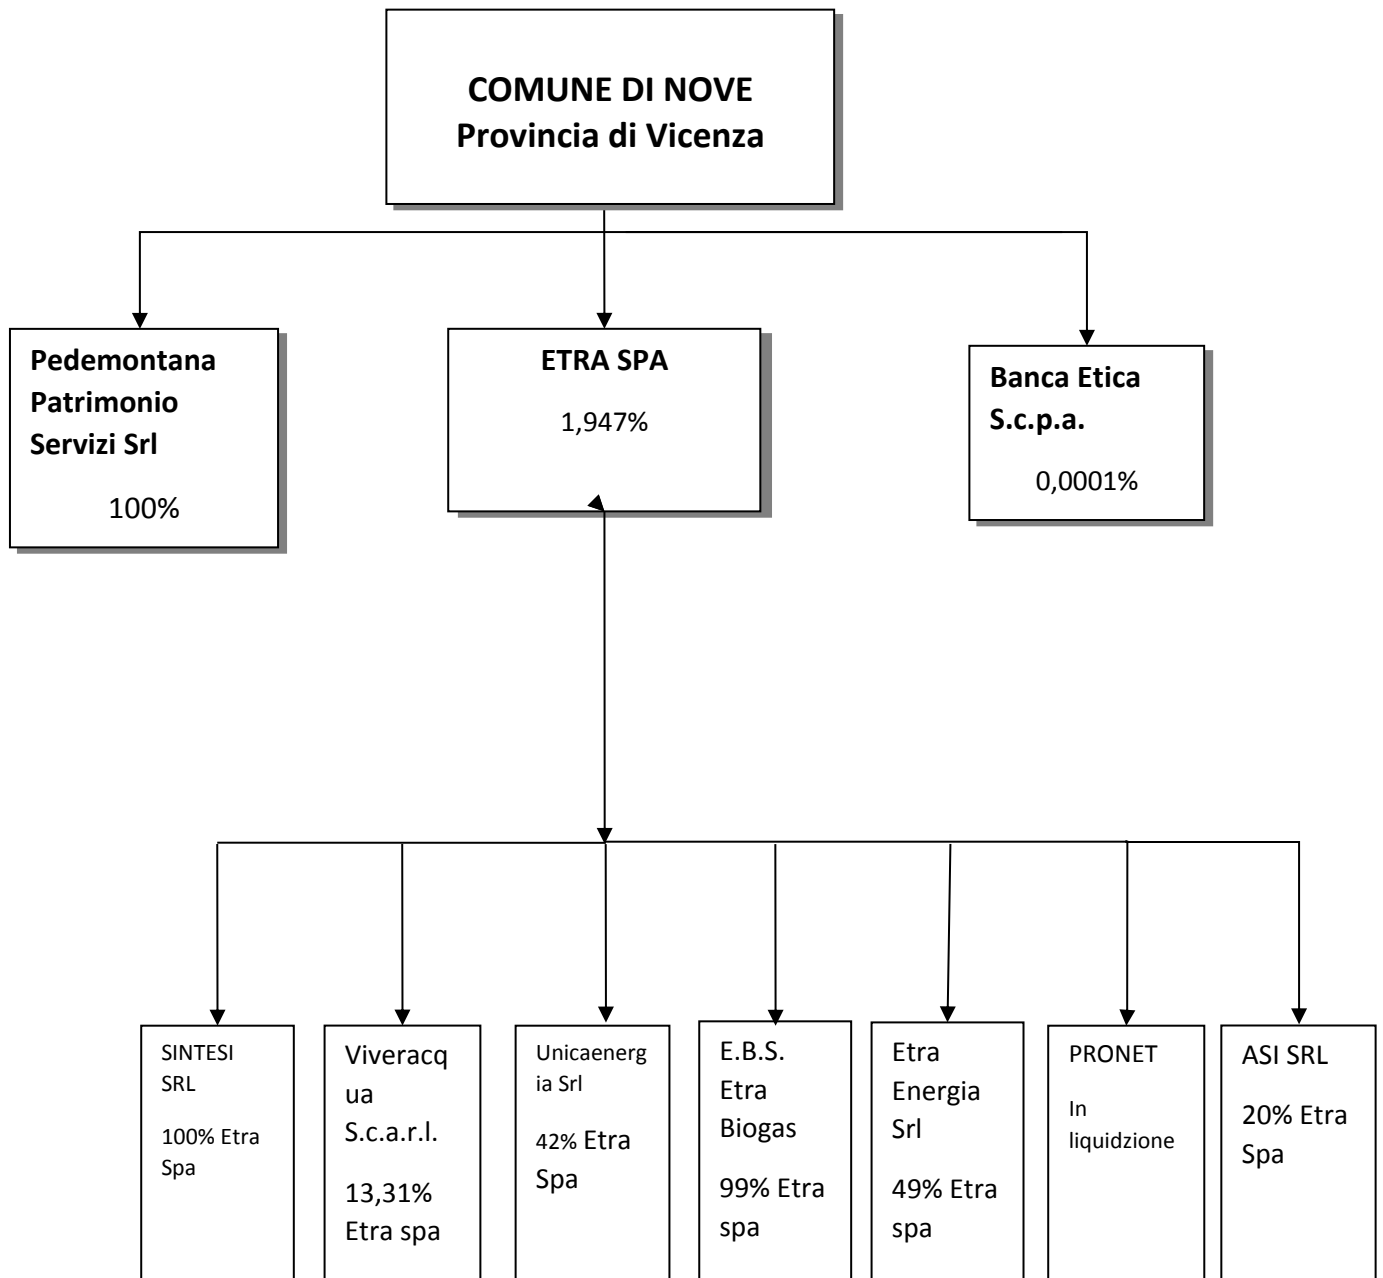 COMUNE DI NOVE
Provincia di Vicenza
Pedemontana
Patrimonio
Servizi Srl
100%
ETRA SPA
1,947%
Banca Etica
S.c.p.a.
0,0001%
SINTESI
SRL
100% Etra
Spa
Viveracq
ua
S.c.a.r.l.
13,31%
Etra spa
Unicaenerg
ia Srl
42% Etra
Spa
E.B.S.
Etra
Biogas
99% Etra
spa
Etra
Energia
Srl
49% Etra
spa
PRONET
In
liquidzione
ASI SRL
20% Etra
Spa